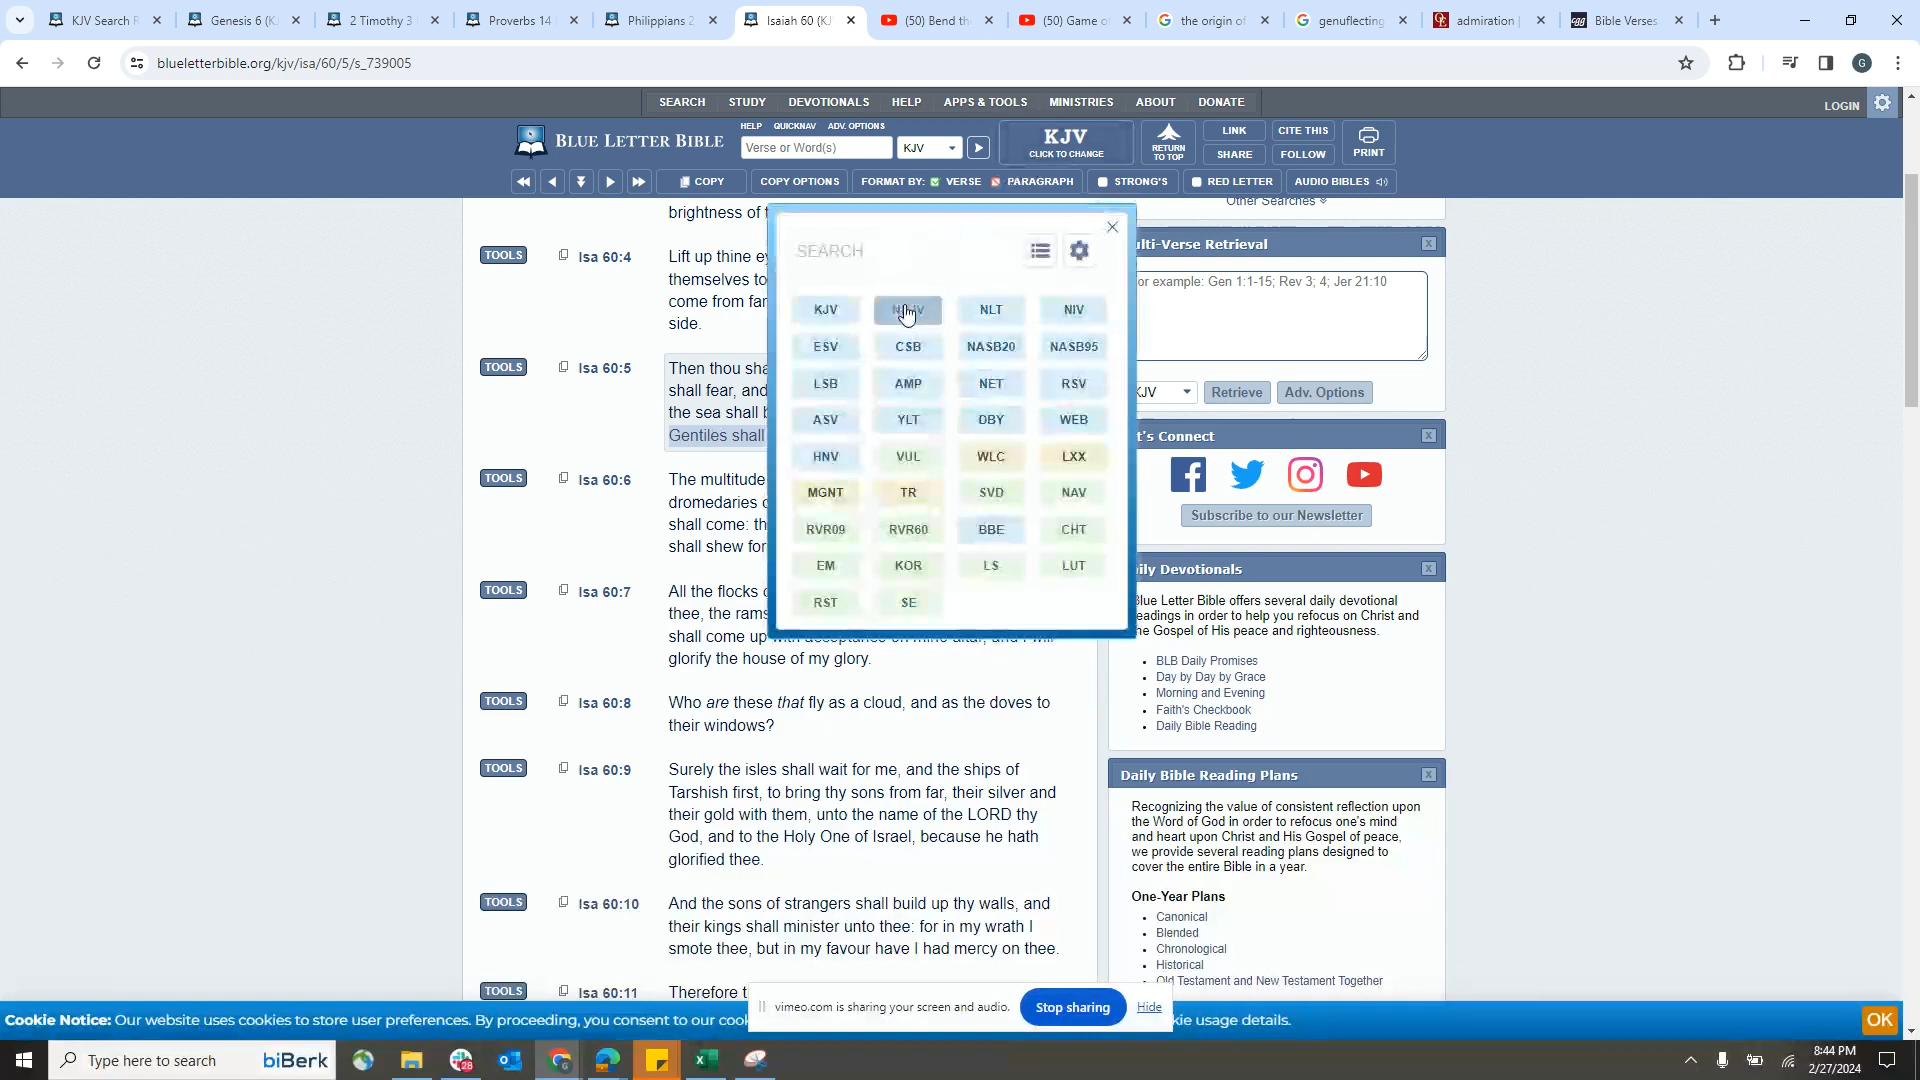 KJV Search R
Genesis 6 (K
2 Timothy 3
Proverbs 14
Philippians 2
Isaiah 60 (KJ
(50) Bend th
(50) Game o
the origin of
genuflecting
admiration |
Bible Verses
blueletterbible.org/kjv/isa/60/5/s_739005
G
SEARCH STUDY DEVOTIONALS HELP APPS & TOOLS MINISTRIES ABOUT DONATE
LOGIN
BLUE LETTER BIBLE
HELP QUICKNAV ADV. OPTIONS
Verse or Word(s)
KJV
KJV
CLICK TO CHANGE
RETURN
TO TOP
LINK
CITE THIS
SHARE
FOLLOW
PRINT
COPY
COPY OPTIONS
FORMAT BY: VERSE PARAGRAPH
STRONG'S
RED LETTER
AUDIO BIBLES
brightness of t
TOOLS
Isa 60:4
Lift up thine ey
themselves to
come from far
side.
TOOLS
Isa 60:5
Then thou sha
shall fear, and
the sea shall b
Gentiles shall
TOOLS
Isa 60:6
The multitude
dromedaries o
shall come: th
shall shew for
TOOLS
Isa 60:7
All the flocks o
thee, the rams
shall come up with acceptance on mine altar, and I will
glorify the house of my glory.
TOOLS
Isa 60:8
Who are these that fly as a cloud, and as the doves to
their windows?
TOOLS
Isa 60:9
Surely the isles shall wait for me, and the ships of
Tarshish first, to bring thy sons from far, their silver and
their gold with them, unto the name of the LORD thy
God, and to the Holy One of Israel, because he hath
glorified thee.
TOOLS
Isa 60:10
And the sons of strangers shall build up thy walls, and
their kings shall minister unto thee: for in my wrath I
smote thee, but in my favour have I had mercy on thee.
TOOLS
Isa 60:11
Therefore t
SEARCH
KJV NLT NIV
ESV CSB NASB20 NASB95
LSB AMP NET RSV
ASV YLT DBY WEB
HNV VUL WLC LXX
MGNT TR SVD NAV
RVR09 RVR60 BBE CHT
EM KOR LS LUT
RST SE
Other Searches
ulti-Verse Retrieval
or example: Gen 1:1-15; Rev 3; 4; Jer 21:10
KJV
Retrieve
Adv. Options
t's Connect
Subscribe to our Newsletter
ily Devotionals
Blue Letter Bible offers several daily devotional
eadings in order to help you refocus on Christ and
he Gospel of His peace and righteousness.
BLB Daily Promises
Day by Day by Grace
Morning and Evening
Faith's Checkbook
Daily Bible Reading
Daily Bible Reading Plans
Recognizing the value of consistent reflection upon
the Word of God in order to refocus one's mind
and heart upon Christ and His Gospel of peace,
we provide several reading plans designed to
cover the entire Bible in a year.
One-Year Plans
Canonical
Blended
Chronological
Historical
Old Testament and New Testament Together
vimeo.com is sharing your screen and audio.
Stop sharing
Hide
Cookie Notice: Our website uses cookies to store user preferences. By proceeding, you consent to our cook
kie usage details.
OK
Type here to search
biBerk
28
8:44 PM
2/27/2024